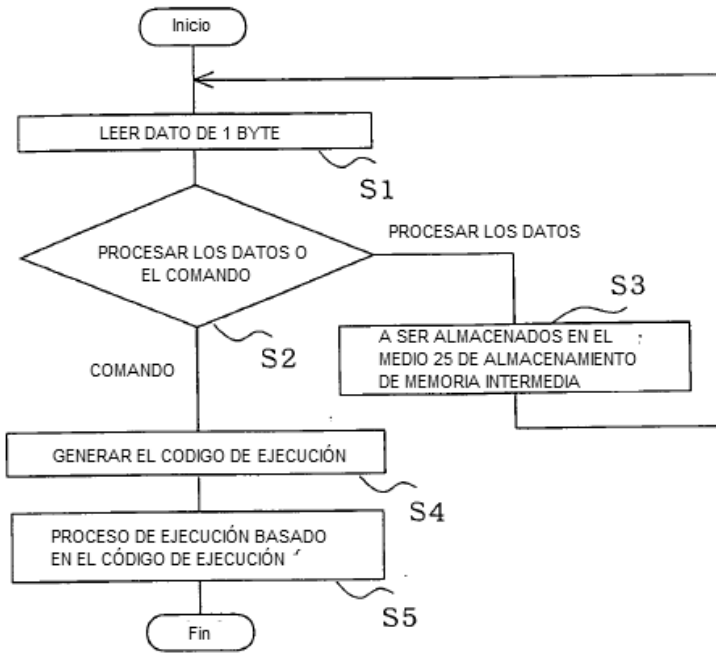 Inicio
LEER DATO DE 1 BYTE
S1
PROCESAR LOS DATOS O
EL COMANDO
PROCESAR LOS DATOS
S2
S3
A SER ALMACENADOS EN EL
MEDIO 25 DE ALMACENAMIENTO
DE MEMORIA INTERMEDIA
COMANDO
GENERAR EL CODIGO DE EJECUCIÓN
S4
PROCESO DE EJECUCIÓN BASADO
EN EL CÓDIGO DE EJECUCIÓN
S5
Fin